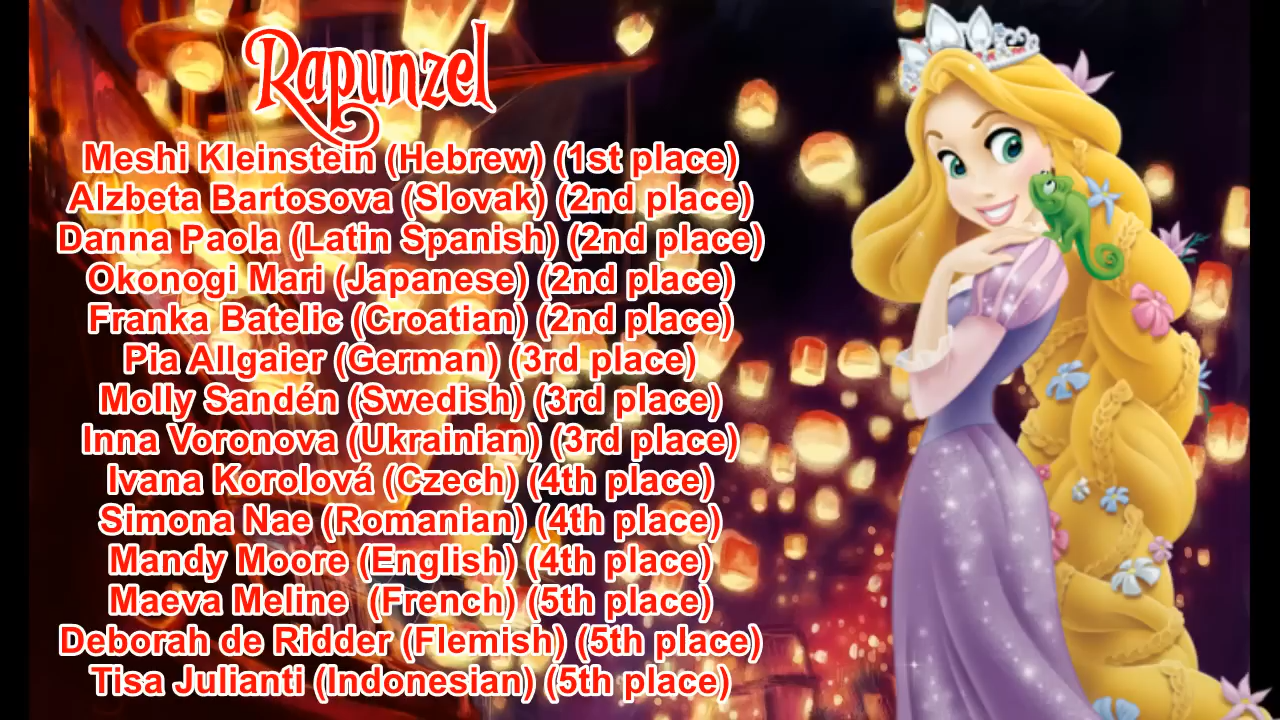 Rapunzel
Meshi Kleinstein (Hebrew) (1st place)
Alzbeta Bartosova (Slovak) (2nd place)
Danna Paola (Latin Spanish) (2nd place)
Okonogi Mari (Japanese) (2nd place)
Franka Batelic (Croatian) (2nd place)
Pia Allgaier (German) (3rd place)
Molly Sandén (Swedish) (3rd place)
Inna Voronova (Ukrainian) (3rd place)
Ivana Korolová (Czech) (4th place)
Simona Nae (Romanian) (4th place)
Mandy Moore (English) (4th place)
Maeva Meline  (French) (5th place)
Deborah de Ridder (Flemish) (5th place)
Tisa Julianti (Indonesian) (5th place)